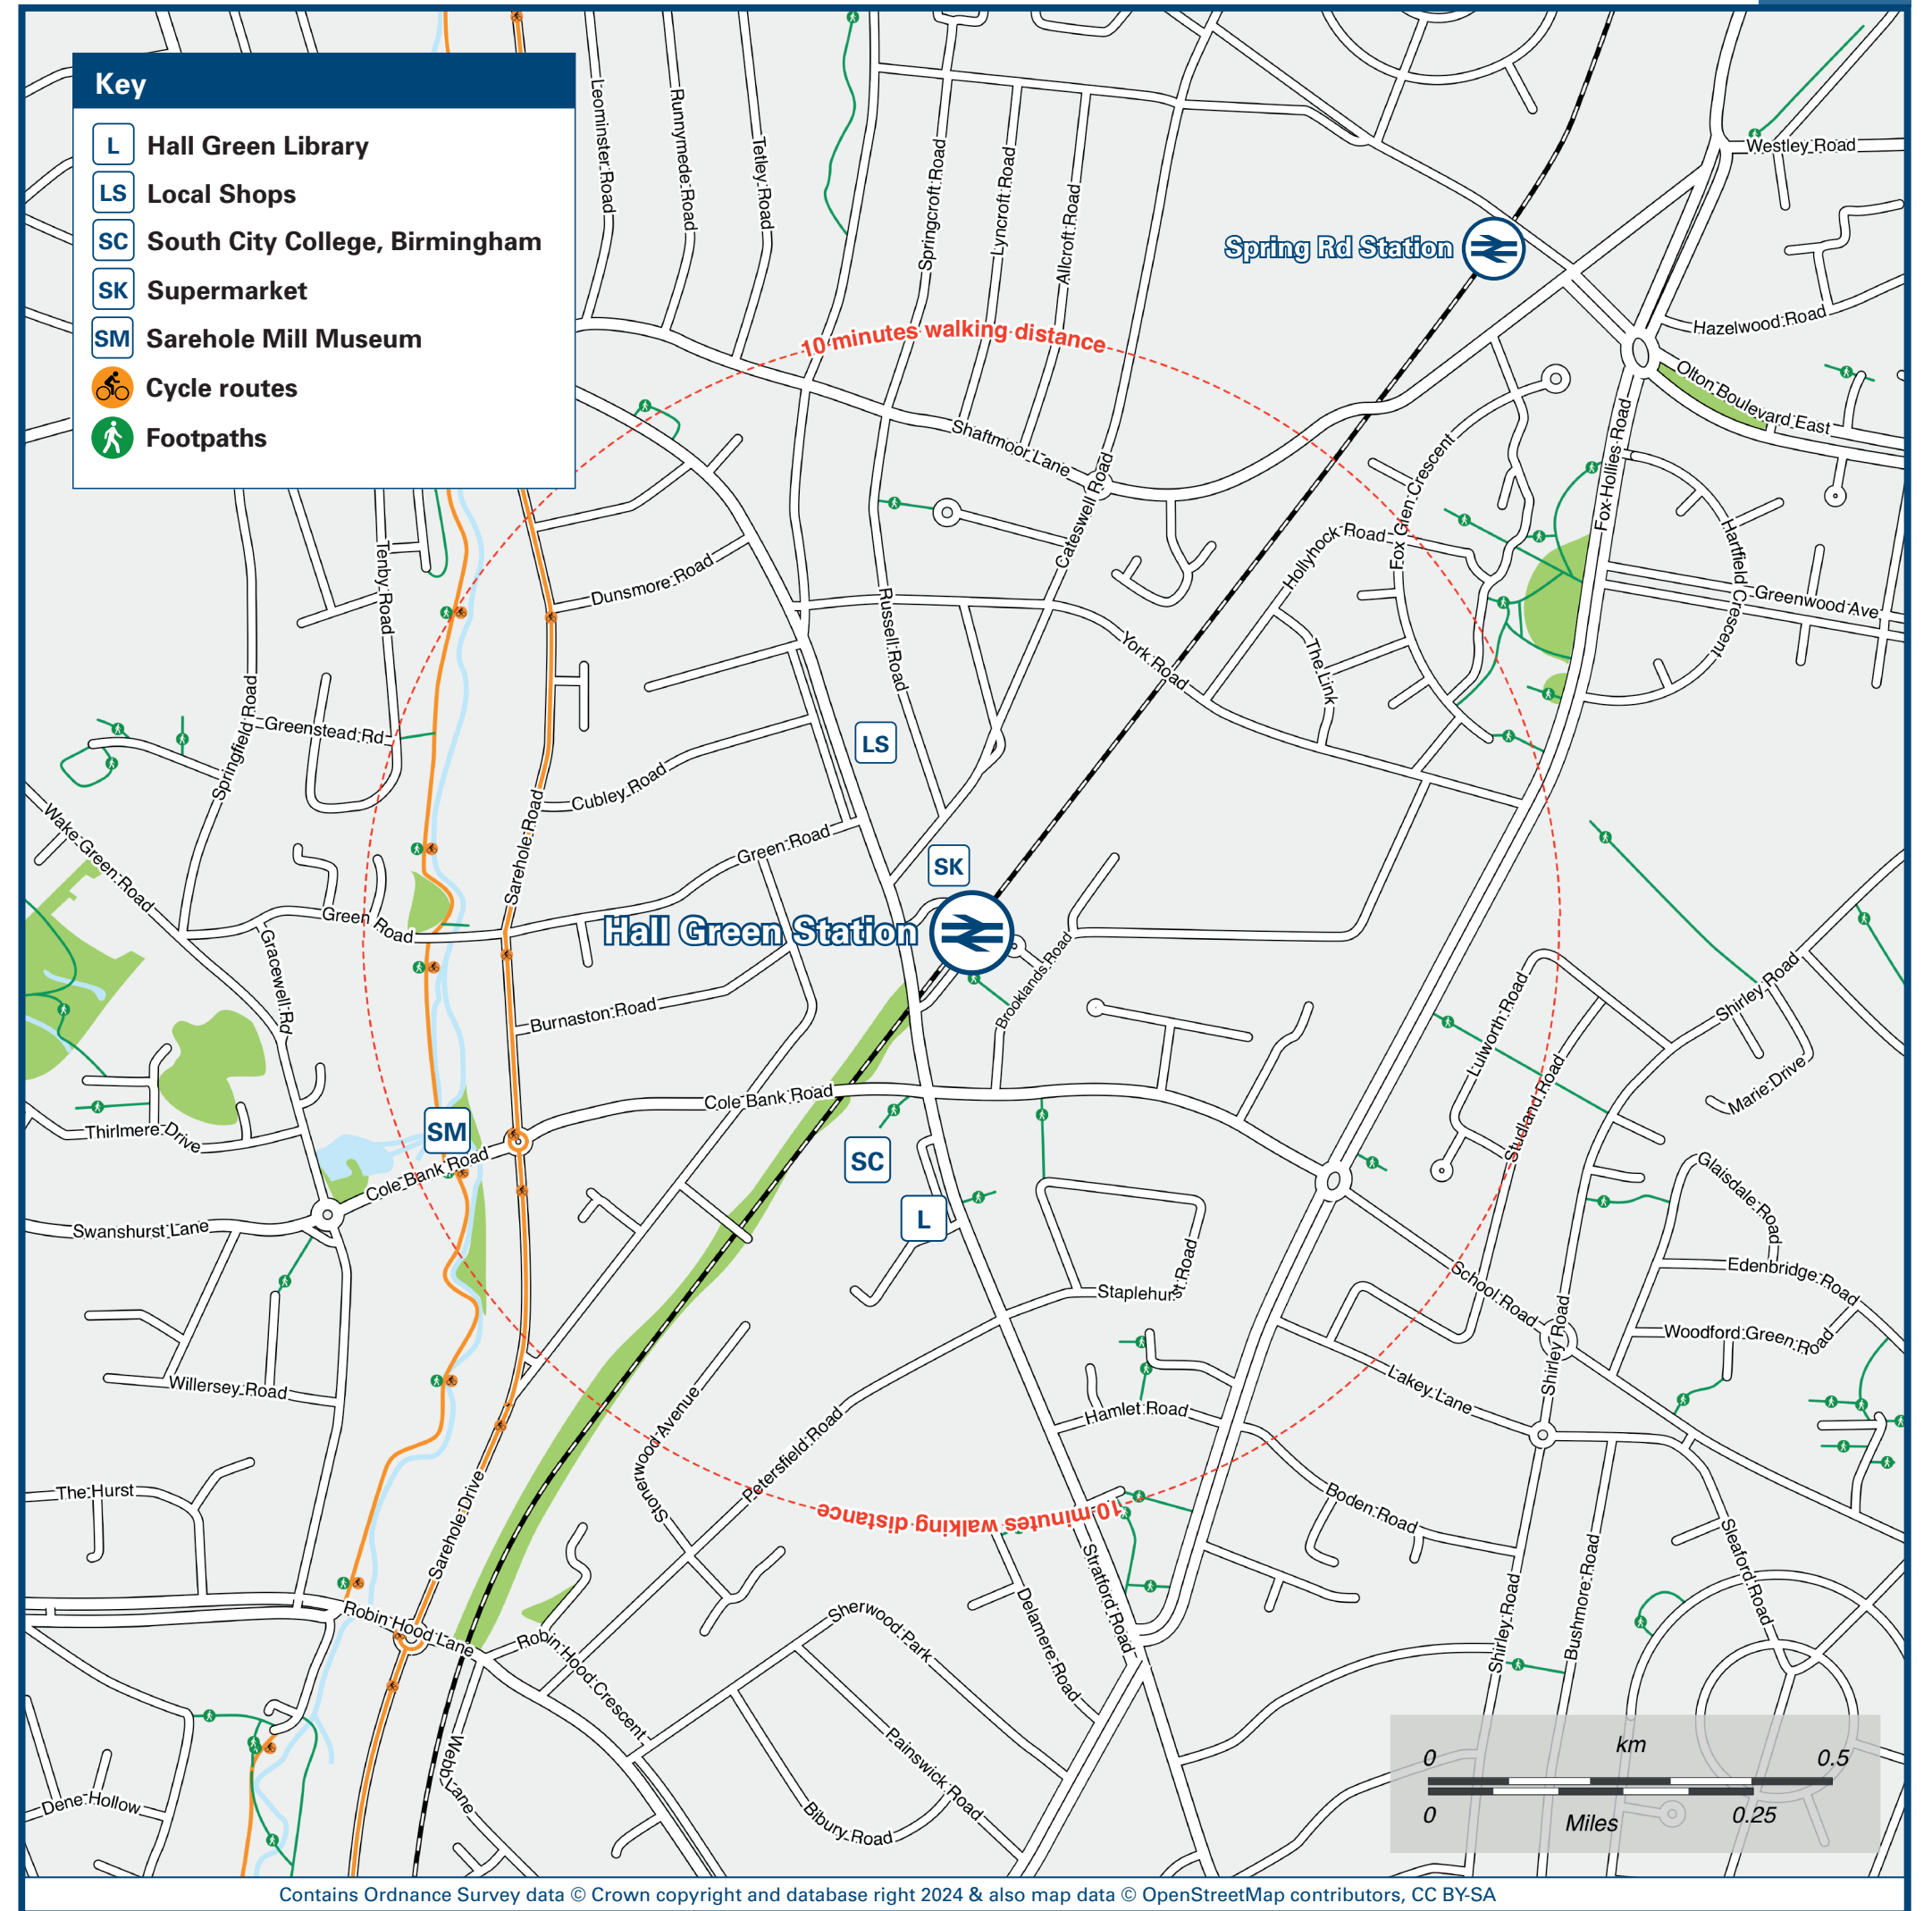 Key
L Hall Green Library
LS Local Shops
SC South City College, Birmingham
SK Supermarket
SM Sarehole Mill Museum
Cycle routes
Footpaths
Leominster Road
Runnymede Road
Tetley Road
Springcroft Road
Lyncroft Road
Allcroft Road
Westley Road
Spring Rd Station
Hazelwood Road
Olton Boulevard East
10 minutes walking distance
Shaftmoor Lane
Cateswell Road
Fox Glen Crescent
Fox Hollies Road
Hartfield Crescent
Greenwood Ave
Hollyhock Road
The Link
York Road
Russell Road
Dunsmore Road
Tenby Road
Springfield Road
Greenstead Rd
Cubley Road
Sarehole Road
LS
Wake Green Road
Green Road
Green Road
SK
Hall Green Station
Gracewell Rd
Brooklands Road
Burnaston Road
Lulworth Road
Studland Road
Shirley Road
Marie Drive
Cole Bank Road
Thirlmere Drive
SM
Cole Bank Road
SC
L
Swanshurst Lane
Glaisdale Road
Edenbridge Road
Woodford Green Road
School Road
Shirley Road
Staplehurst Road
Lakey Lane
Willersey Road
Hamlet Road
Stonerwood Avenue
Petersfield Road
Boden Road
The Hurst
10 minutes walking distance
Sarehole Drive
Stratford Road
Sleaford Road
Bushmore Road
Shirley Road
Robin Hood Lane
Robin Hood Crescent
Sherwood Park
Delamere Road
Painswick Road
Bibury Road
Webb Lane
Dene Hollow
km
0 0.5
0 0.25
Miles
Contains Ordnance Survey data © Crown copyright and database right 2024 & also map data © OpenStreetMap contributors, CC BY-SA